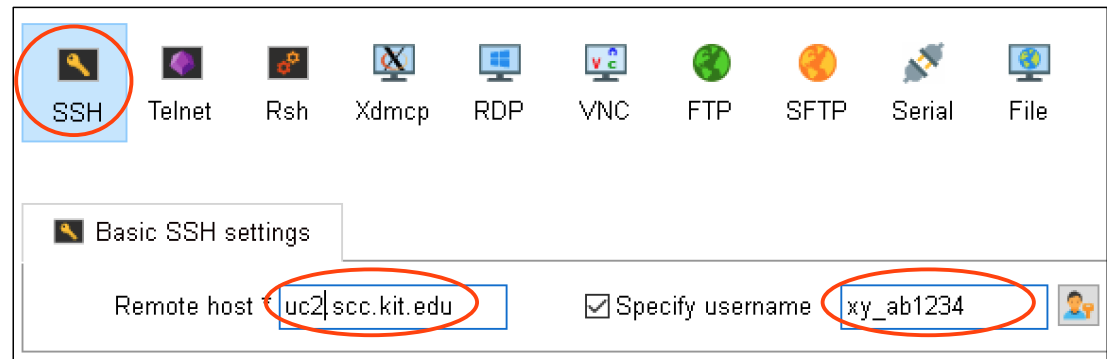 SSH Telnet Rsh Xdmcp RDP VNC FTP SFTP Serial File
Basic SSH settings
Remote host * uc2.scc.kit.edu Specify username xy_ab1234